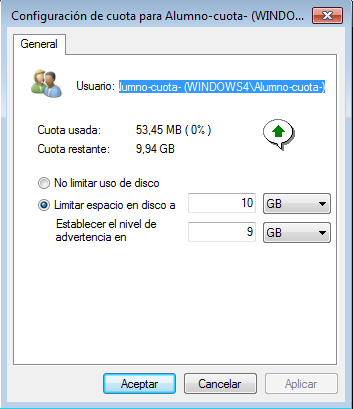 Configuración de cuota para Alumno-cuota- (WINDO...
General
Usuario: lumno-cuota- (WINDOWS4\Alumno-cuota-)
Cuota usada: 53,45 MB ( 0% )
Cuota restante: 9,94 GB
No limitar uso de disco
Limitar espacio en disco a 10 GB
Establecer el nivel de
advertencia en 9 GB
Aceptar Cancelar Aplicar